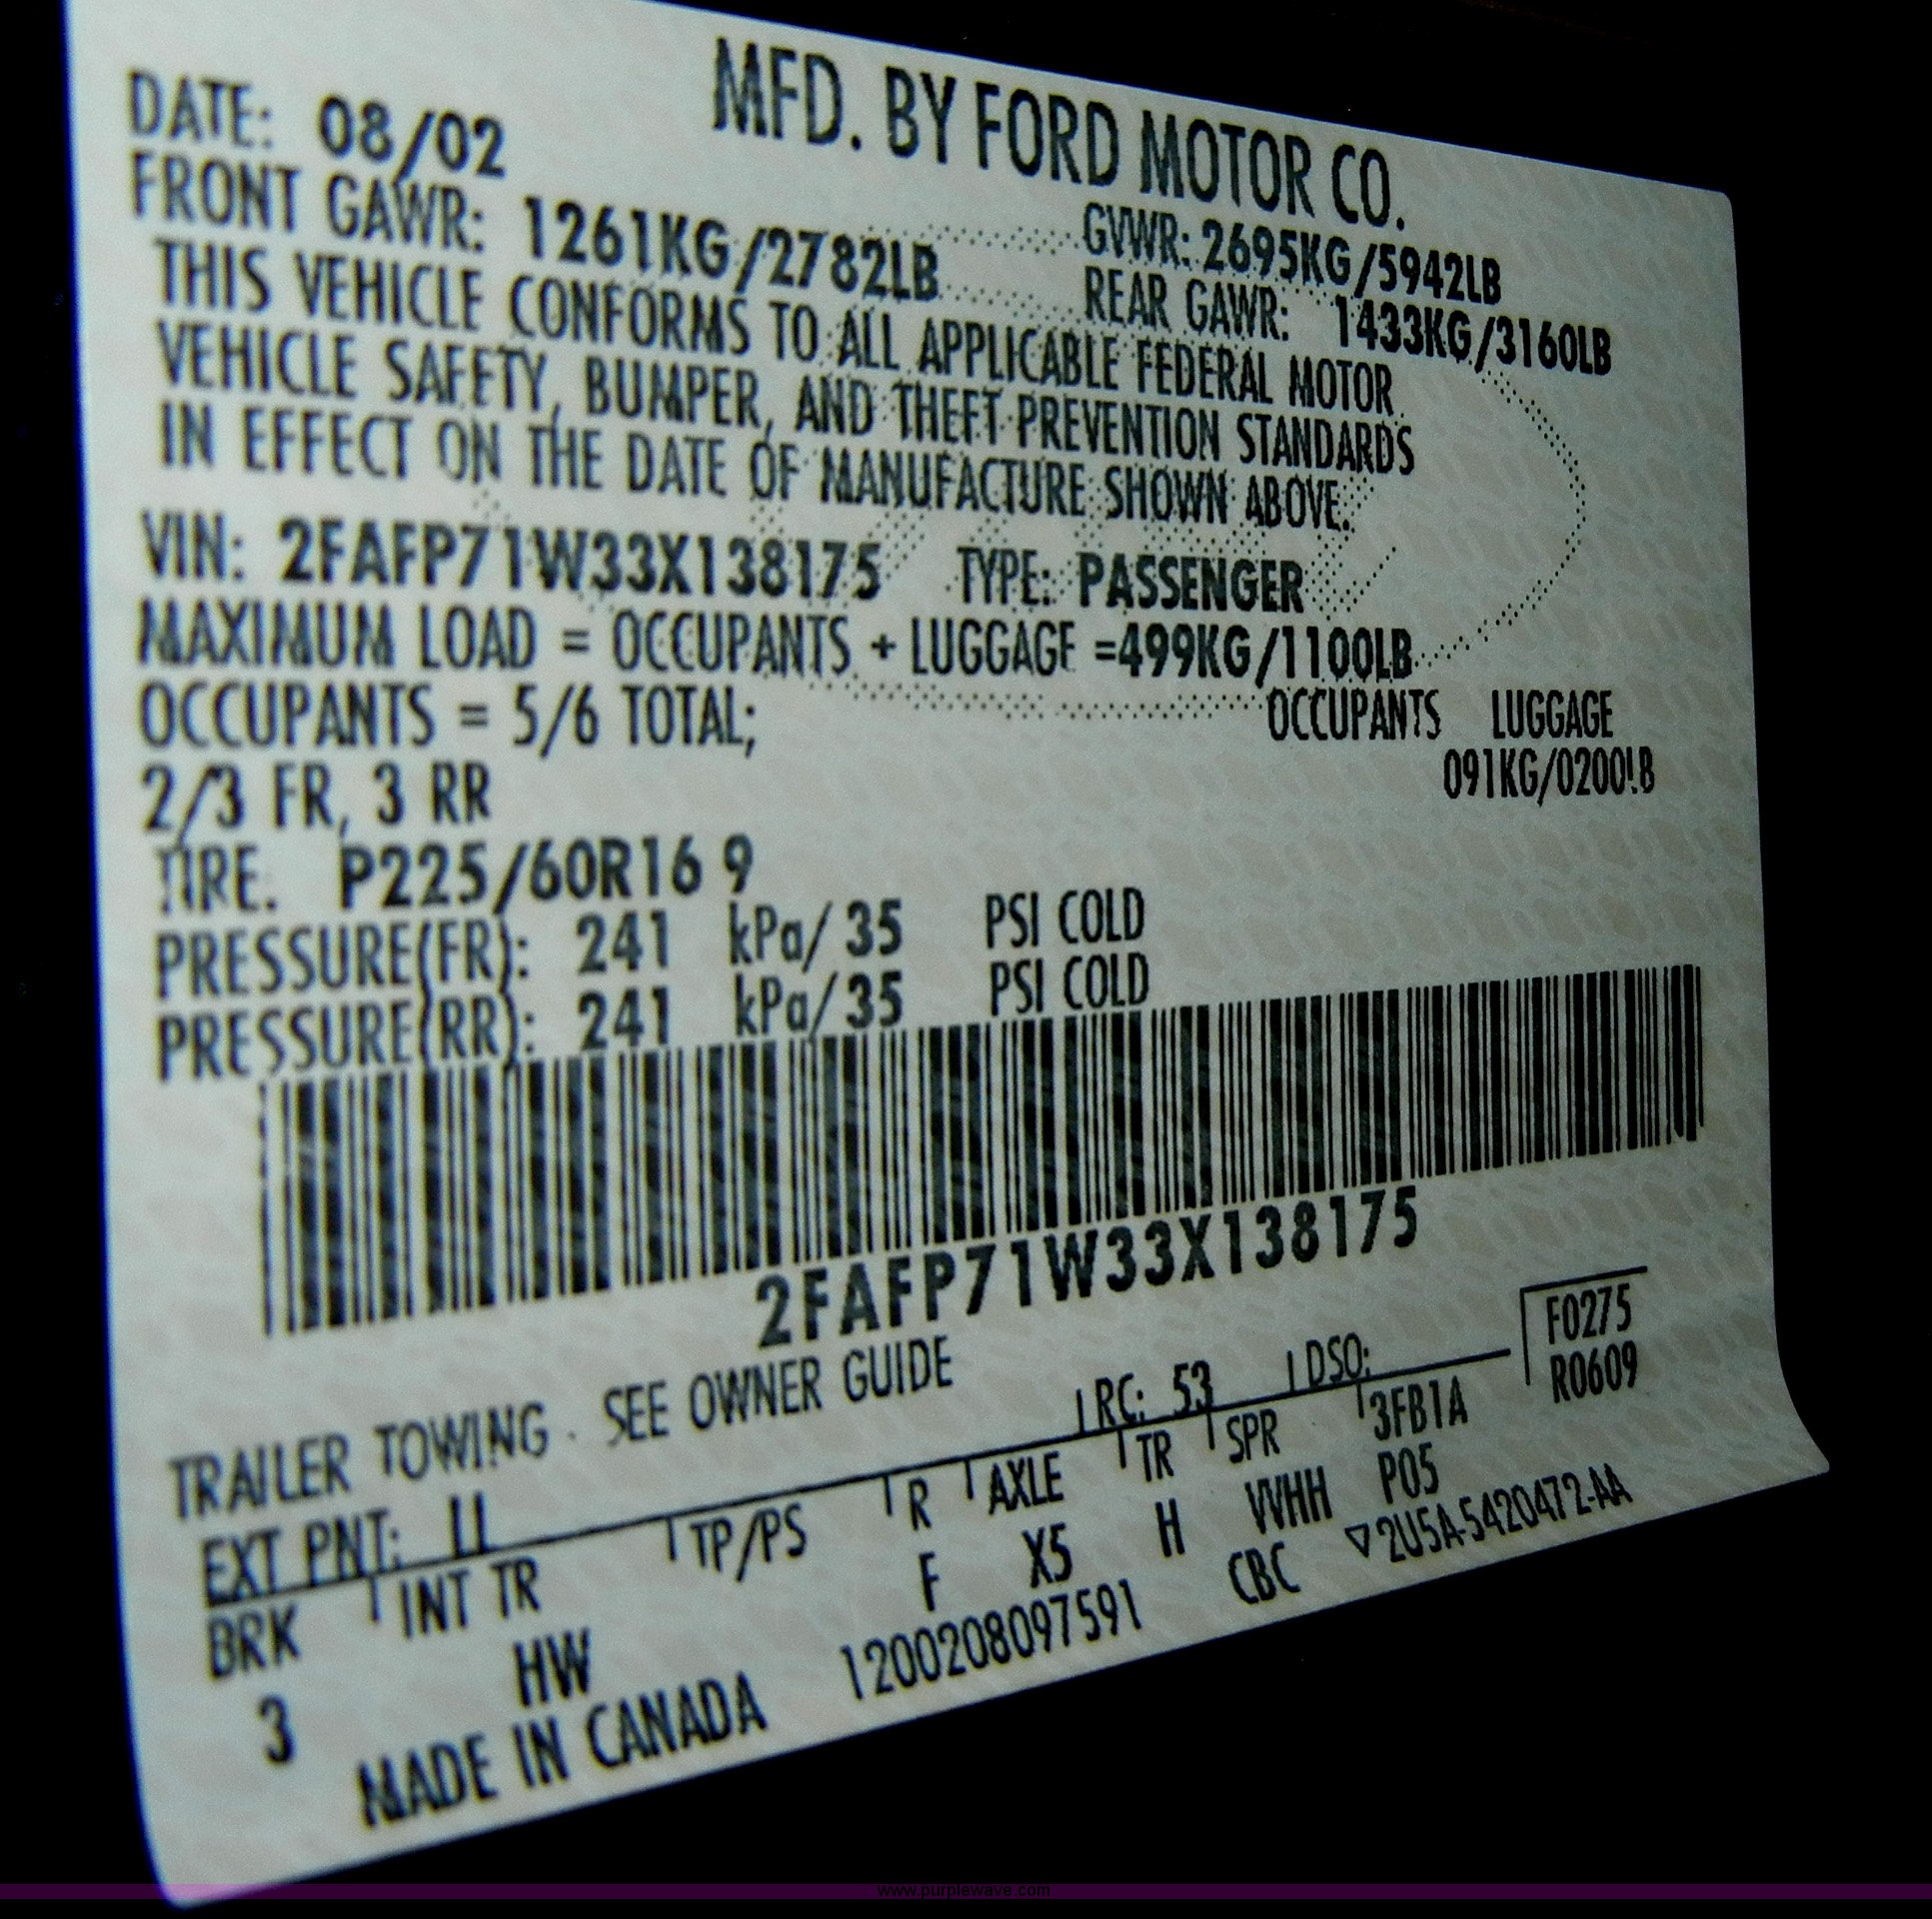 MFD. BY FORD MOTOR CO.
DATE: 08/02
GVWR: 2695KG/5942LB
FRONT GAWR: 1261KG/2782LB REAR GAWR: 1433KG/3160LB
THIS VEHICLE CONFORMS TO ALL APPLICABLE FEDERAL MOTOR
VEHICLE SAFETY, BUMPER, AND THEFT PREVENTION STANDARDS
IN EFFECT ON THE DATE OF MANUFACTURE SHOWN ABOVE.
VIN: 2FAFP71W33X138175 TYPE: PASSENGER
MAXIMUM LOAD = OCCUPANTS + LUGGAGE =499KG/1100LB
OCCUPANTS = 5/6 TOTAL; OCCUPANTS LUGGAGE
2/3 FR, 3 RR 091KG/0200LB
TIRE. P225/60R16 9
PRESSURE(FR): 241 kPa/ 35 PSI COLD
PRESSURE(RR): 241 kPa/ 35 PSI COLD
2FAFP71W33X138175
TRAILER TOWING - SEE OWNER GUIDE
EXT PNT: LL RC: 53 DSO: F0275
BRK INT TR TP/PS R AXLE TR SPR 3FB1A R0609
3 HW F X5 H WHH P05
MADE IN CANADA 1200208097591 CBC ▽2U5A-5420472-AA
www.purplewave.com